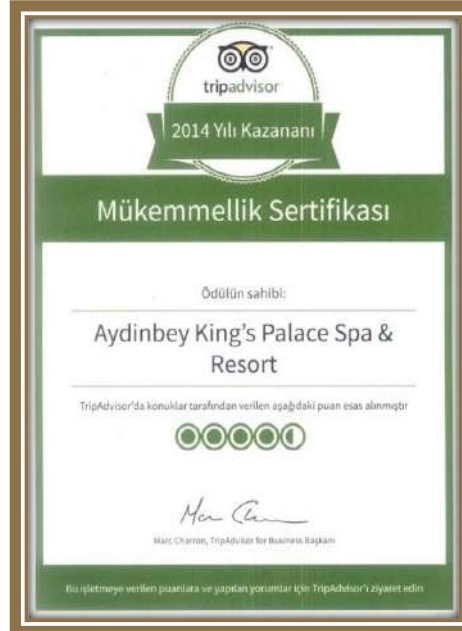 tripadvisor
2014 Yılı Kazananı
Mükemmellik Sertifikası
Ödülün sahibi:
Aydinbey King's Palace Spa &
Resort
TripAdvisor'da konuklar tarafından verilen aşağıdaki puan esas alınmıştır
Marc Charron, TripAdvisor for Business Başkanı
Bu işletmeye verilen puanlara ve yapılan yorumlar için TripAdvisor'ı ziyaret edin